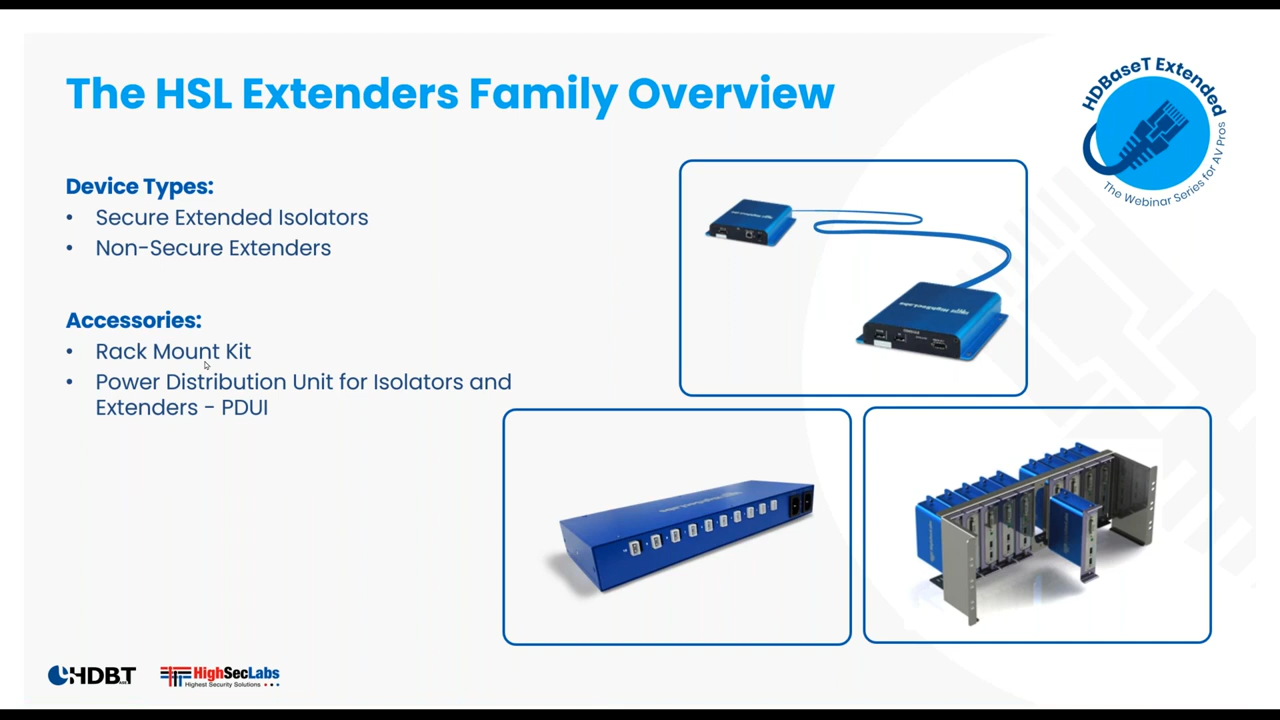 The HSL Extenders Family Overview
HDBaseT Extended
The Webinar Series for AV Pros
Device Types:
• Secure Extended Isolators
• Non-Secure Extenders
Accessories:
• Rack Mount Kit
• Power Distribution Unit for Isolators and
Extenders - PDUI
HDBT
HighSecLabs
Highest Security Solutions